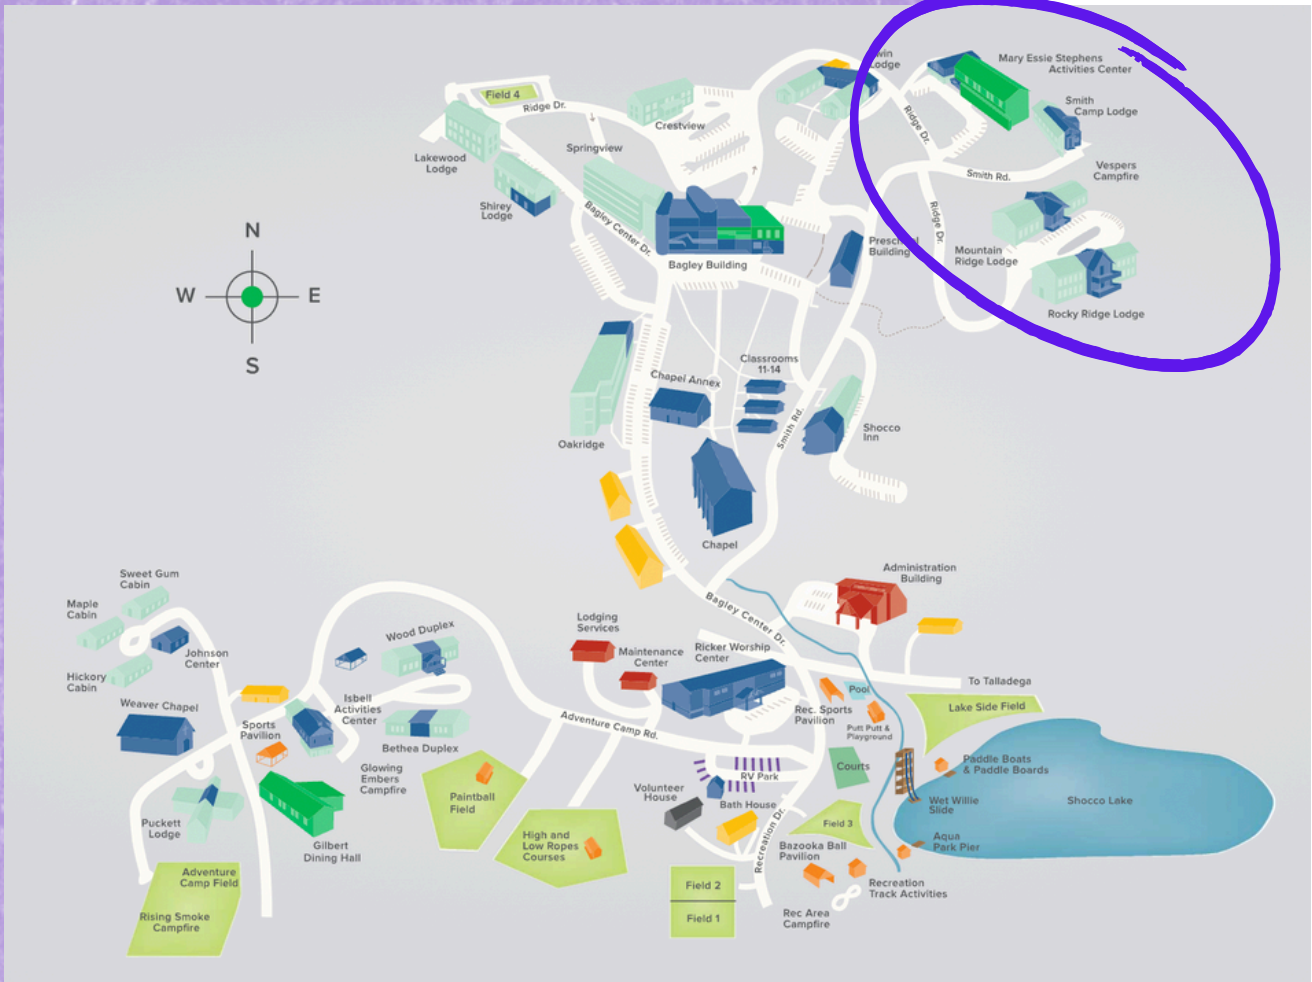 Twin
Lodge
Mary Essie Stephens
Activities Center
Field 4
Ridge Dr.
Smith
Camp Lodge
Ridge Dr.
Crestview
Springview
Lakewood
Lodge
Vespers
Campfire
Smith Rd.
Shirey
Lodge
Bagley Center Dr.
Ridge Dr.
N
W
E
S
Preschool
Building
Mountain
Ridge Lodge
Bagley Building
Rocky Ridge Lodge
Classrooms
11-14
Chapel Annex
Smith Rd.
Shocco
Inn
Oakridge
Chapel
Administration
Building
Sweet Gum
Cabin
Maple
Cabin
Bagley Center Dr.
Lodging
Services
Wood Duplex
Ricker Worship
Center
Maintenance
Center
Johnson
Center
Hickory
Cabin
To Talladega
Pool
Weaver Chapel
Isbell
Activities
Center
Lake Side Field
Rec. Sports
Pavilion
Sports
Pavilion
Adventure Camp Rd.
Putt Putt &
Playground
Bethea Duplex
Glowing
Embers
Campfire
Paddle Boats
& Paddle Boards
Courts
RV Park
Volunteer
House
Paintball
Field
Bath House
Wet Willie
Slide
Shocco Lake
Puckett
Lodge
Field 3
Gilbert
Dining Hall
High and
Low Ropes
Courses
Recreation Dr.
Aqua
Park Pier
Bazooka Ball
Pavilion
Adventure
Camp Field
Field 2
Recreation
Track Activities
Rising Smoke
Campfire
Field 1
Rec Area
Campfire